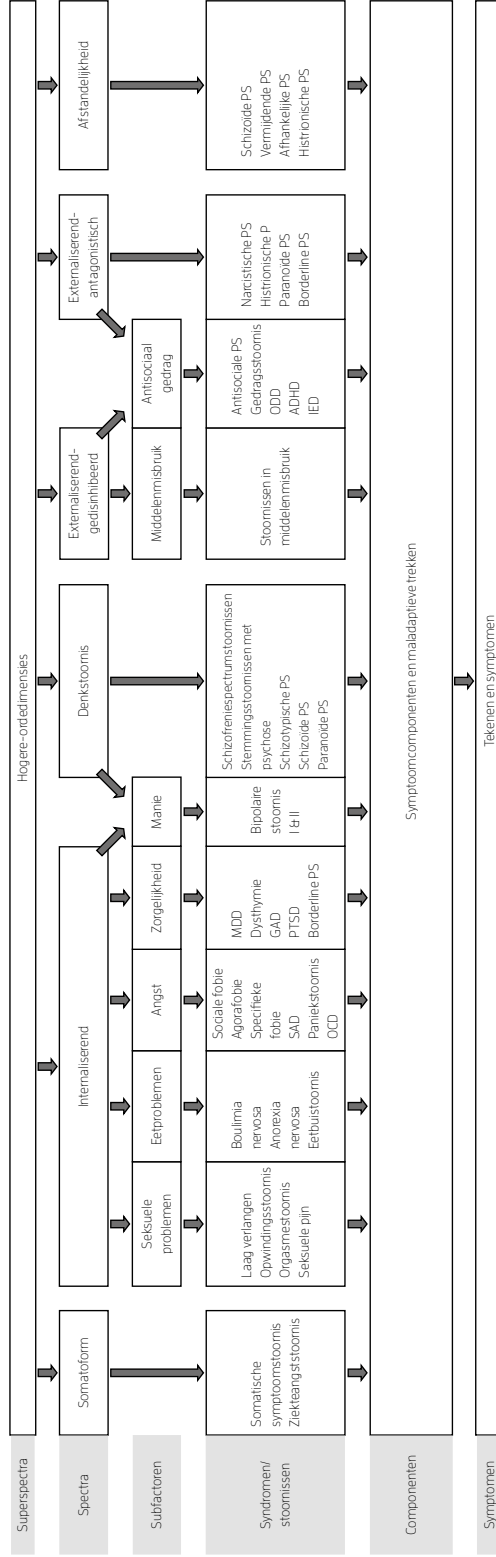 Superspectra
Hogere-ordedimensies
Spectra
Somatoform
Internaliserend
Denkstoornis
Externaliserend-
gedisinhibeerd
Externaliserend-
antagonistisch
Afstandelijkheid
Subfactoren
Seksuele
problemen
Eetproblemen
Angst
Zorgelijkheid
Manie
Middelenmisbruik
Antisociaal
gedrag
Syndromen/
stoornissen
Somatische
symptoomstoornis
Ziekteangststoornis
Laag verlangen
Opwindingsstoornis
Orgasmestoornis
Seksuele pijn
Boulimia
nervosa
Anorexia
nervosa
Eetbuistoornis
Sociale fobie
Agorafobie
Specifieke
fobie
SAD
Paniekstoornis
OCD
MDD
Dysthymie
GAD
PTSD
Borderline PS
Bipolaire
stoornis
I & II
Schizofreniespectrumstoornissen
Stemmingsstoornissen met
psychose
Schizotypische PS
Schizoïde PS
Paranoïde PS
Stoornissen in
middelenmisbruik
Antisociale PS
Gedragsstoornis
ODD
ADHD
IED
Narcistische PS
Histrionische P
Paranoïde PS
Borderline PS
Schizoïde PS
Vermijdende PS
Afhankelijke PS
Histrionische PS
Componenten
Symptoomcomponenten en maladaptieve trekken
Symptomen
Tekenen en symptomen